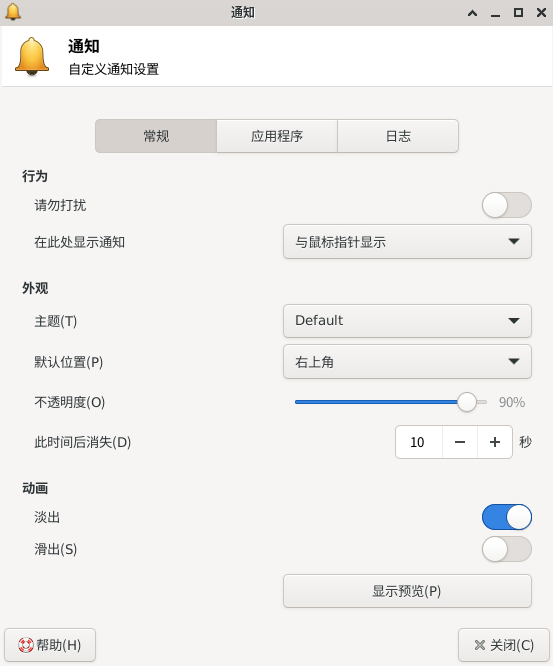 通知
通知
自定义通知设置
常规 应用程序 日志
行为
请勿打扰
在此处显示通知 与鼠标指针显示
外观
主题(T) Default
默认位置(P) 右上角
不透明度(O) 90%
此时间后消失(D) 10 秒
动画
淡出
滑出(S)
显示预览(P)
帮助(H) 关闭(C)